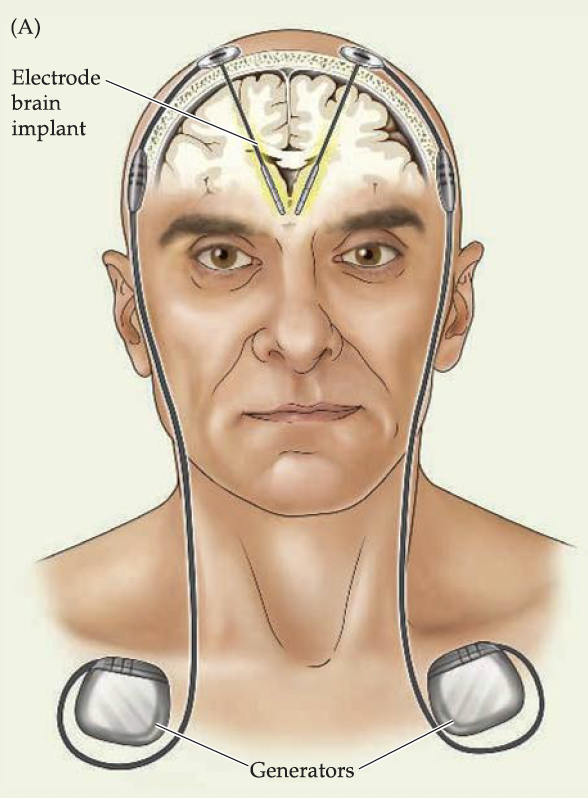 (A)
Electrode
brain
implant
Generators